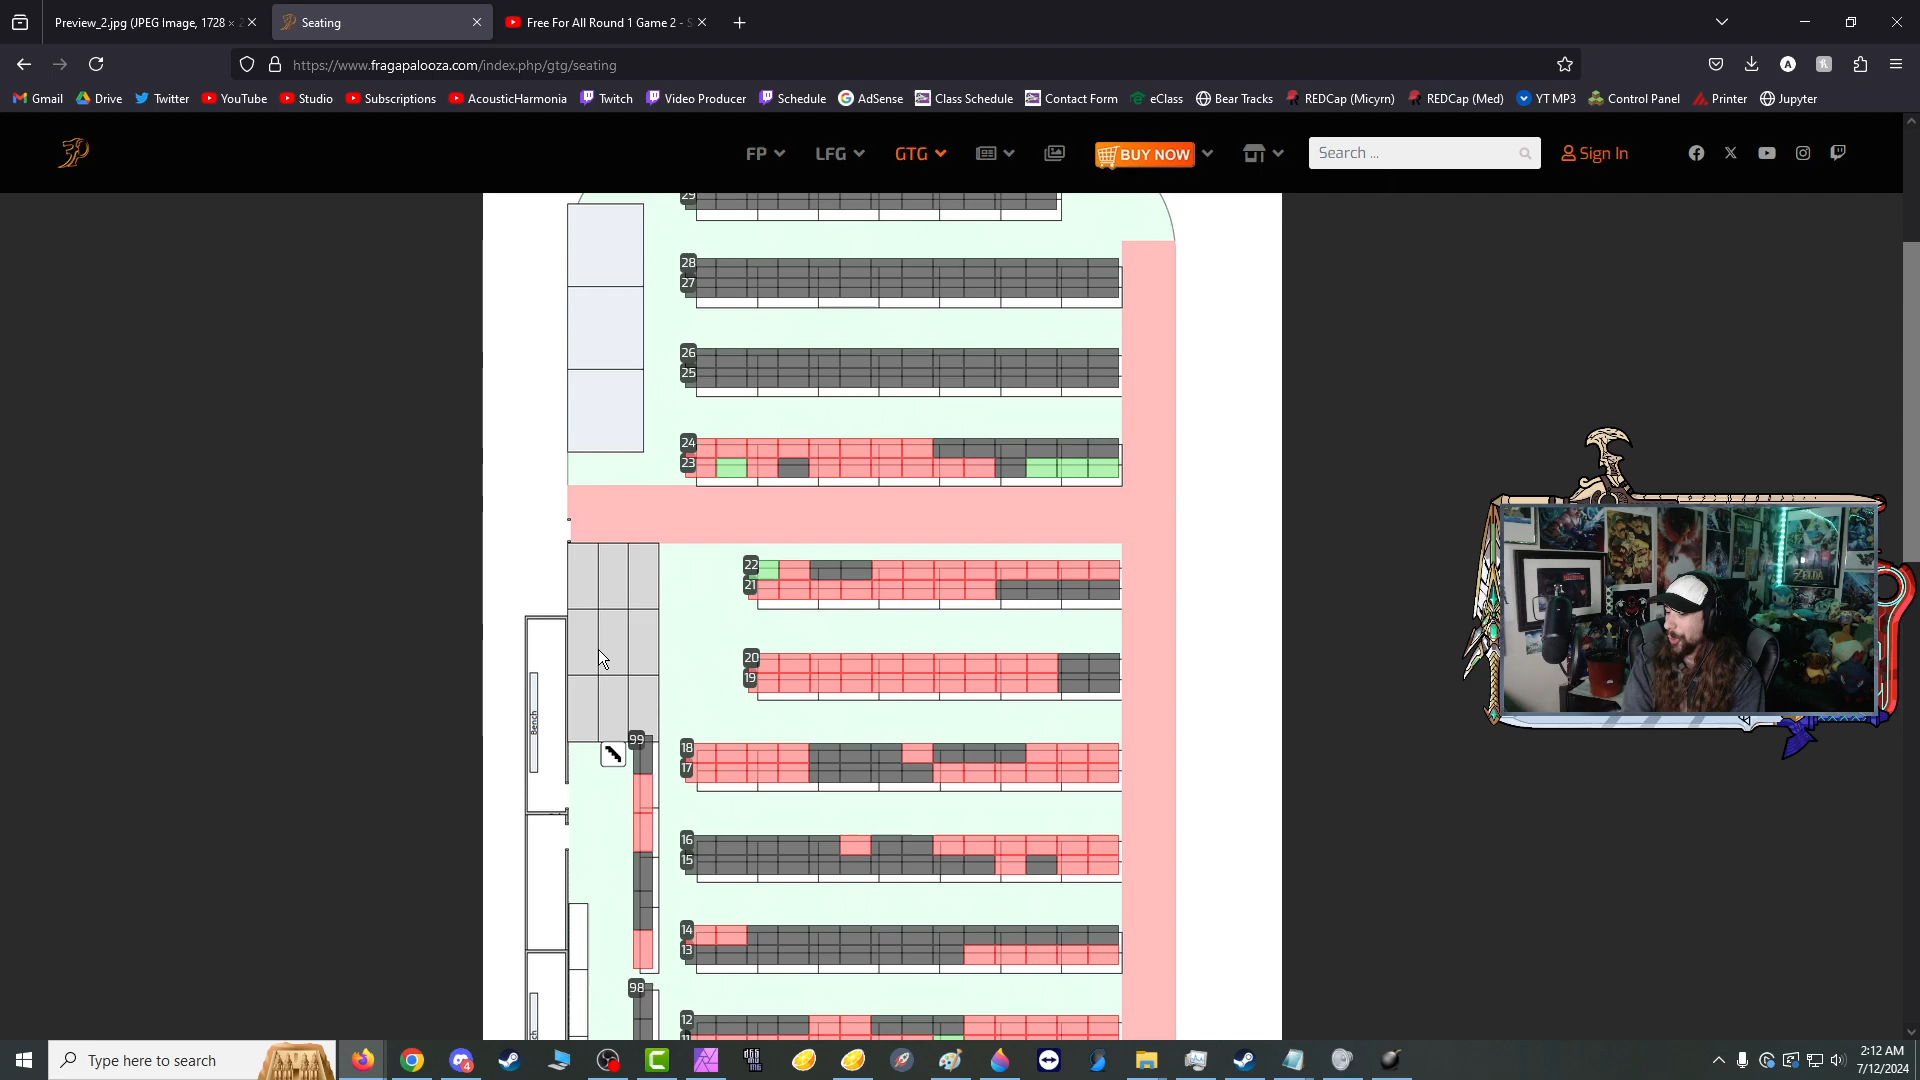 Preview_2.jpg (JPEG Image, 1728 × 2
Seating
Free For All Round 1 Game 2 - S
https://www.fragapalooza.com/index.php/gtg/seating
Gmail
Drive
Twitter
YouTube
Studio
Subscriptions
AcousticHarmonia
Twitch
Video Producer
Schedule
AdSense
Class Schedule
Contact Form
eClass
Bear Tracks
REDCap (Micyrn)
REDCap (Med)
YT MP3
Control Panel
Printer
Jupyter
FP
LFG
GTG
BUY NOW
Search ...
Sign In
29
28
27
26
25
24
23
22
21
20
19
Bench
99
18
17
16
15
14
13
98
12
Type here to search
4
2:12 AM
7/12/2024